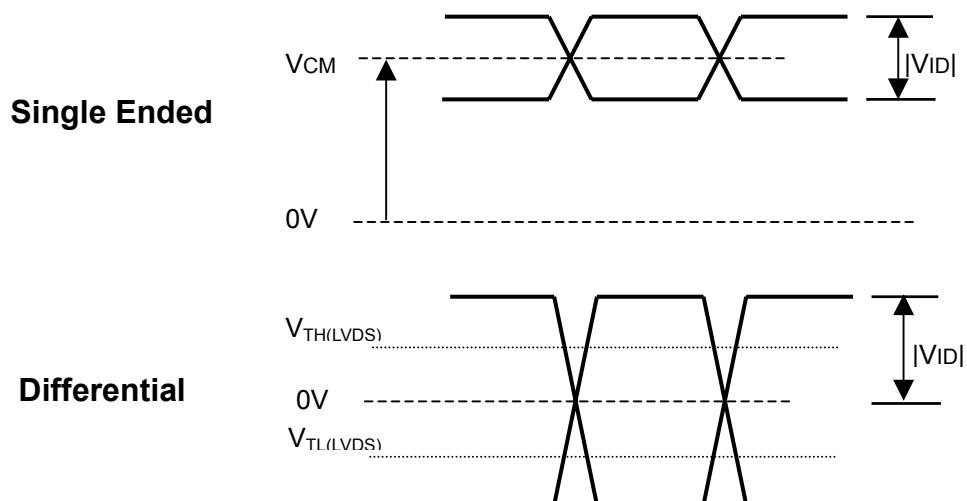 VCM
|VID|
Single Ended
0V
VTH(LVDS)
|VID|
Differential
0V
VTL(LVDS)